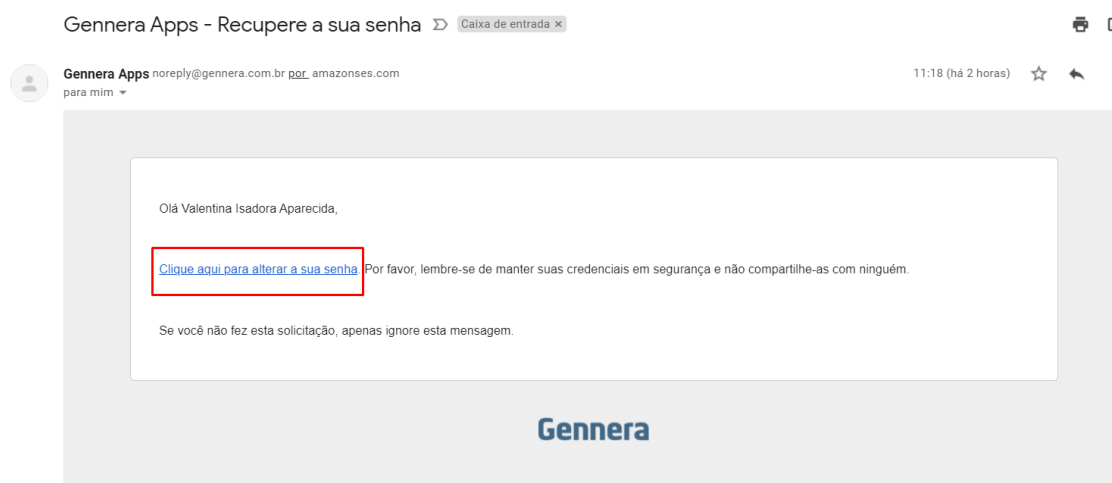 Gennera Apps - Recupere a sua senha Caixa de entrada ×
Gennera Apps noreply@gennera.com.br por amazonses.com 11:18 (há 2 horas)
para mim
Olá Valentina Isadora Aparecida,
Clique aqui para alterar a sua senha. Por favor, lembre-se de manter suas credenciais em segurança e não compartilhe-as com ninguém.
Se você não fez esta solicitação, apenas ignore esta mensagem.
Gennera